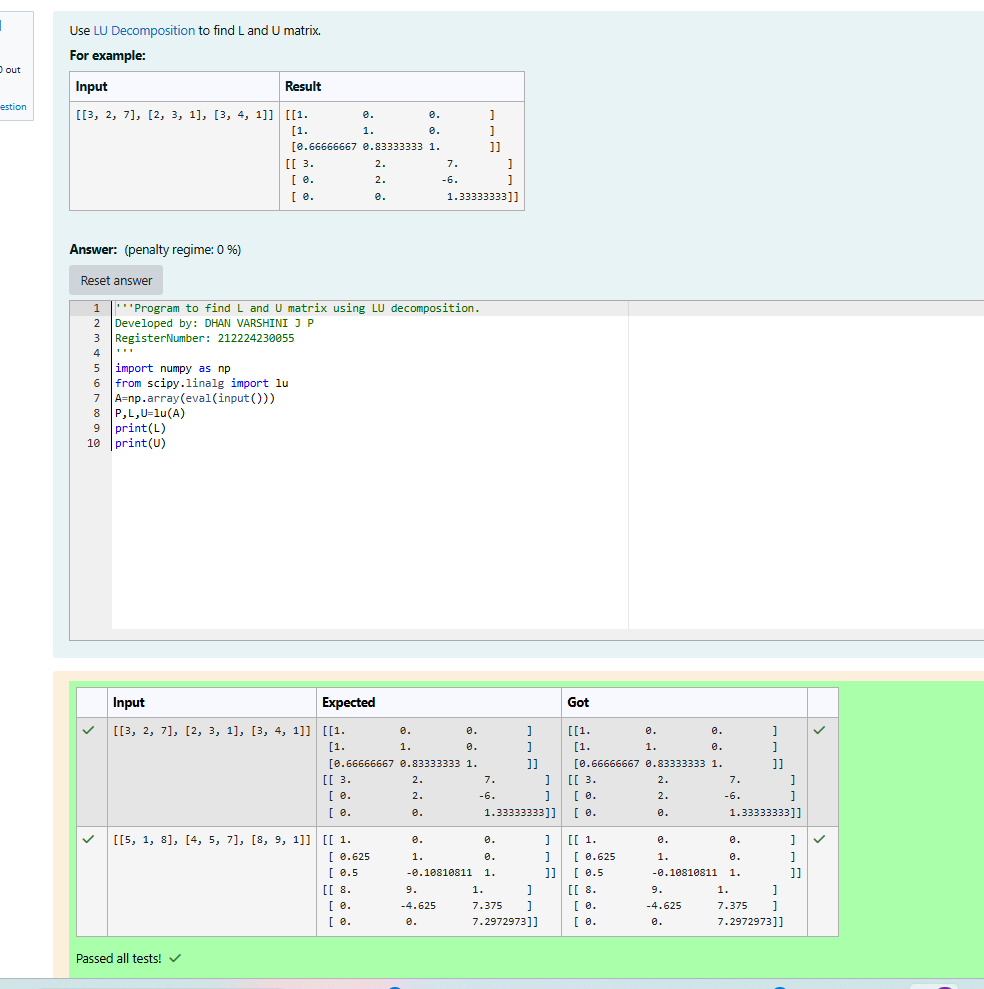 Use LU Decomposition to find L and U matrix.
For example:
Input Result
[[3, 2, 7], [2, 3, 1], [3, 4, 1]] [[1. 0. 0. ]
[1. 1. 0. ]
[0.66666667 0.83333333 1. ]]
[[ 3. 2. 7. ]
[ 0. 2. -6. ]
[ 0. 0. 1.33333333]]
out
estion
Answer: (penalty regime: 0 %)
Reset answer
1 '''Program to find L and U matrix using LU decomposition.
2 Developed by: DHAN VARSHINI J P
3 RegisterNumber: 212224230055
4 '''
5 import numpy as np
6 from scipy.linalg import lu
7 A=np.array(eval(input()))
8 P,L,U=lu(A)
9 print(L)
10 print(U)
Input Expected Got
[[3, 2, 7], [2, 3, 1], [3, 4, 1]] [[1. 0. 0. ] [[1. 0. 0. ]
[1. 1. 0. ] [1. 1. 0. ]
[0.66666667 0.83333333 1. ]] [0.66666667 0.83333333 1. ]]
[[ 3. 2. 7. ] [[ 3. 2. 7. ]
[ 0. 2. -6. ] [ 0. 2. -6. ]
[ 0. 0. 1.33333333]] [ 0. 0. 1.33333333]]
[[5, 1, 8], [4, 5, 7], [8, 9, 1]] [[ 1. 0. 0. ] [[ 1. 0. 0. ]
[ 0.625 1. 0. ] [ 0.625 1. 0. ]
[ 0.5 -0.10810811 1. ]] [ 0.5 -0.10810811 1. ]]
[[ 8. 9. 1. ] [[ 8. 9. 1. ]
[ 0. -4.625 7.375 ] [ 0. -4.625 7.375 ]
[ 0. 0. 7.2972973]] [ 0. 0. 7.2972973]]
Passed all tests!